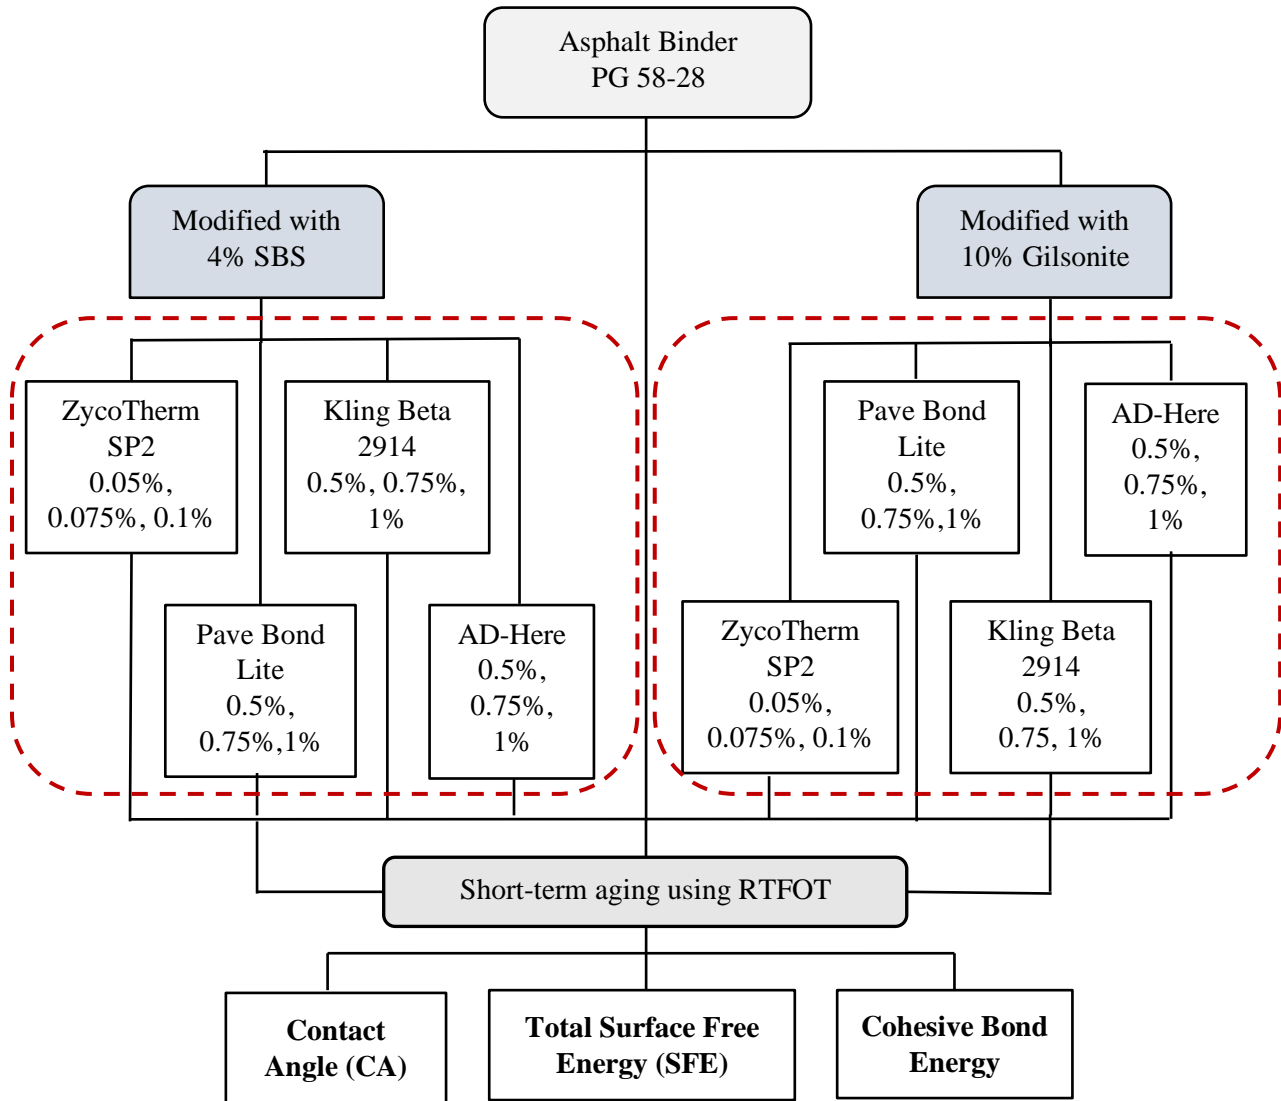 Asphalt Binder
PG 58-28
Modified with
4% SBS
Modified with
10% Gilsonite
ZycoTherm
SP2
0.05%,
0.075%, 0.1%
Kling Beta
2914
0.5%, 0.75%,
1%
Pave Bond
Lite
0.5%,
0.75%,1%
AD-Here
0.5%,
0.75%,
1%
Pave Bond
Lite
0.5%,
0.75%,1%
AD-Here
0.5%,
0.75%,
1%
ZycoTherm
SP2
0.05%,
0.075%, 0.1%
Kling Beta
2914
0.5%,
0.75, 1%
Short-term aging using RTFOT
Contact
Angle (CA)
Total Surface Free
Energy (SFE)
Cohesive Bond
Energy